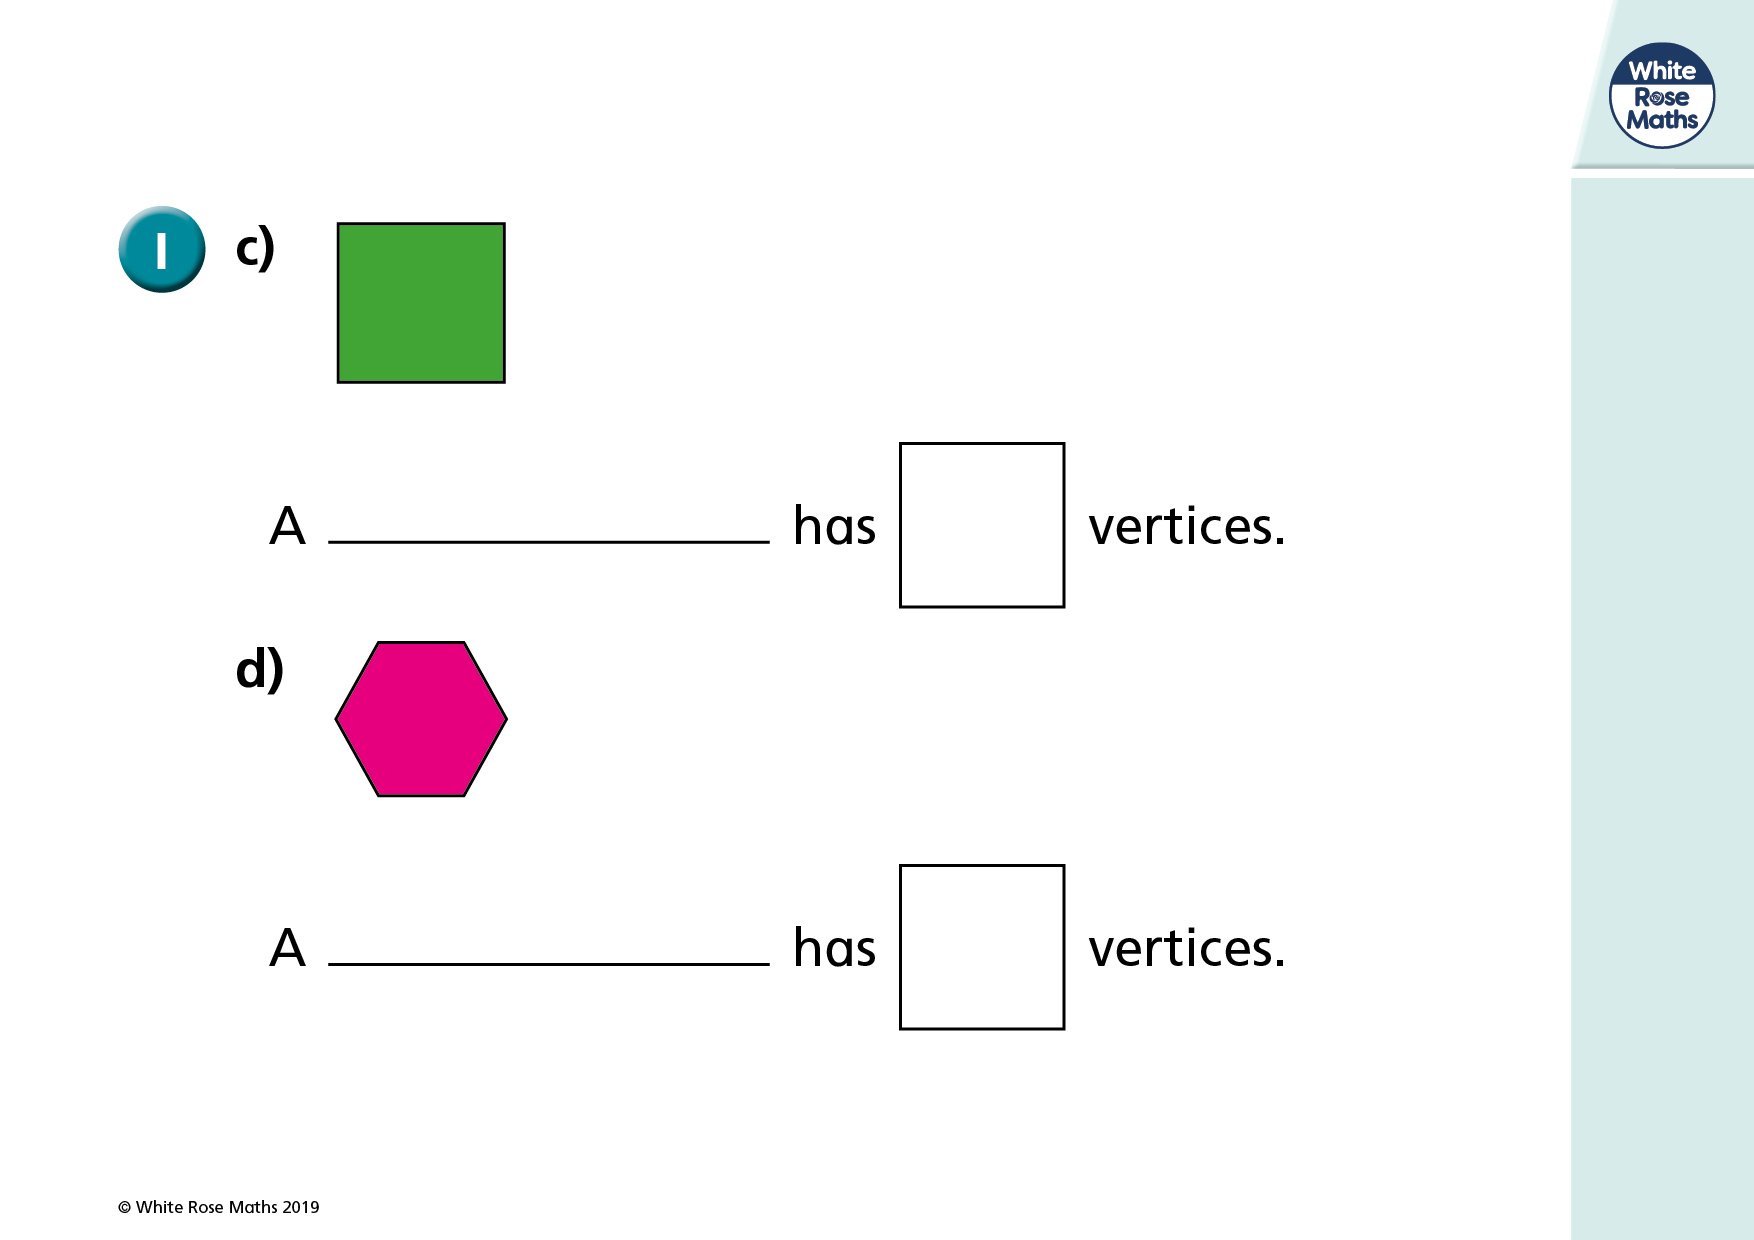 White
Rose
Maths
1 c)
A has vertices.
d)
A has vertices.
© White Rose Maths 2019